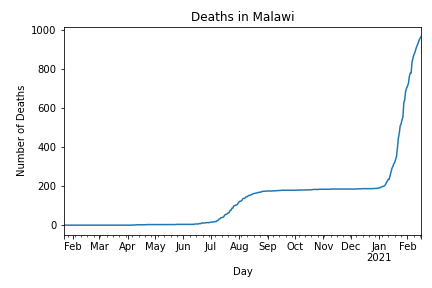 Deaths in Malawi
Number of Deaths
1000
800
600
400
200
0
Feb Mar Apr May Jun Jul Aug Sep Oct Nov Dec Jan Feb
2021
Day